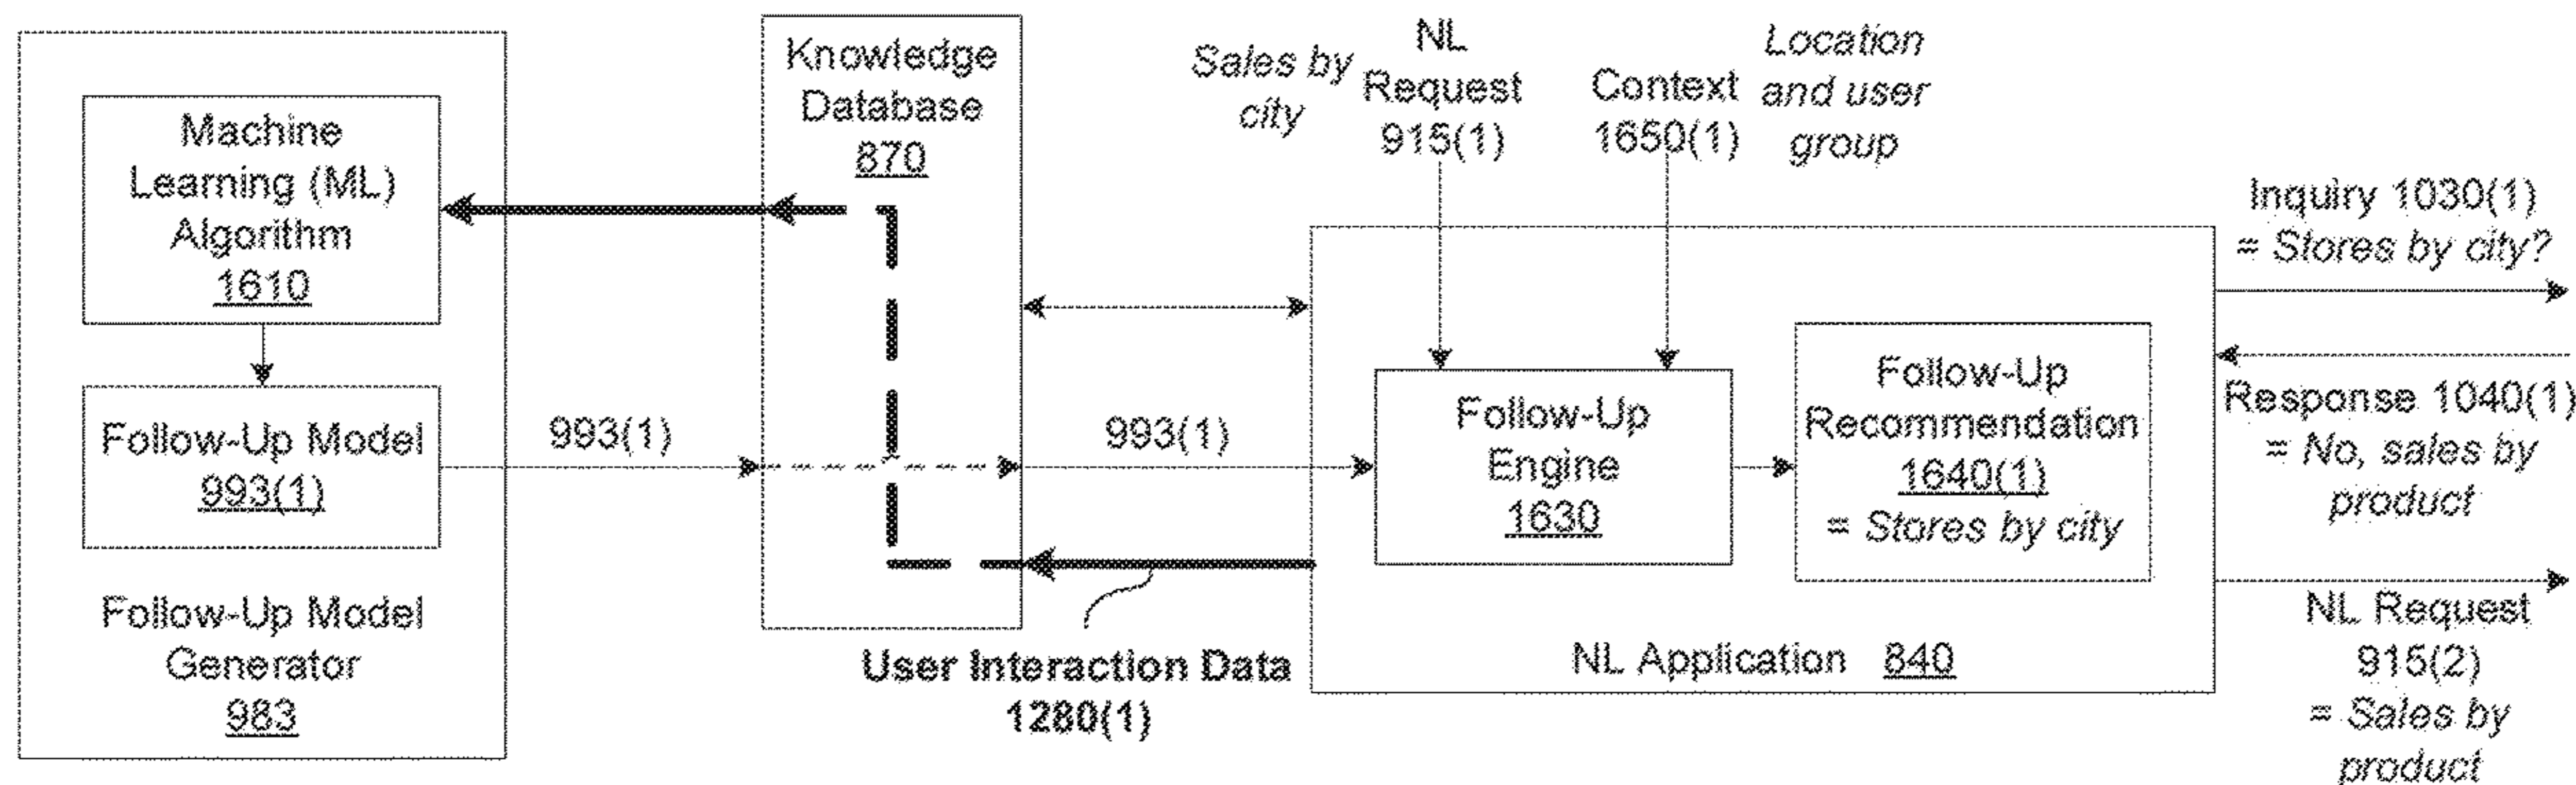 Machine
Learning (ML)
Algorithm
1610
Follow-Up Model
993(1)
Follow-Up Model
Generator
983
993(1)
Knowledge
Database
870
User Interaction Data
1280(1)
993(1)
Sales by
city
NL
Request
915(1)
Context
1650(1)
Location
and user
group
Follow-Up
Engine
1630
Follow-Up
Recommendation
1640(1)
= Stores by city
NL Application 840
Inquiry 1030(1)
= Stores by city?
Response 1040(1)
= No, sales by
product
NL Request
915(2)
= Sales by
product